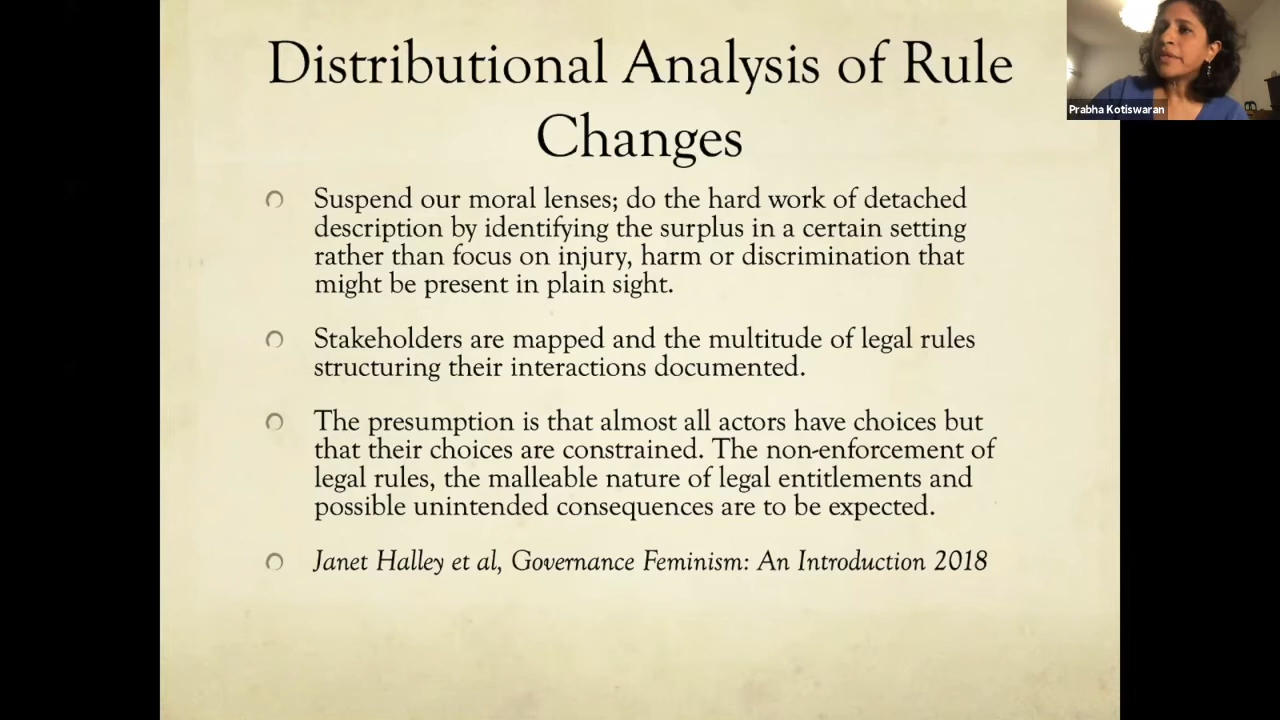 Distributional Analysis of Rule
Changes
Prabha Kotiswaran
Suspend our moral lenses; do the hard work of detached
description by identifying the surplus in a certain setting
rather than focus on injury, harm or discrimination that
might be present in plain sight.
Stakeholders are mapped and the multitude of legal rules
structuring their interactions documented.
The presumption is that almost all actors have choices but
that their choices are constrained. The non-enforcement of
legal rules, the malleable nature of legal entitlements and
possible unintended consequences are to be expected.
Janet Halley et al, Governance Feminism: An Introduction 2018